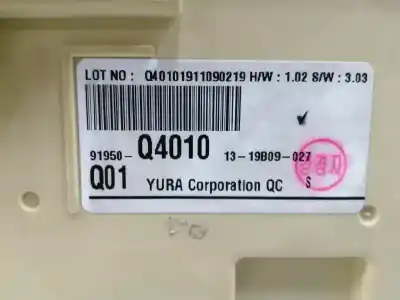 LOT NO : Q40101911090219 H/W : 1.02 S/W : 3.03
91950- Q4010 13-19B09-027
Q01 YURA Corporation QC S